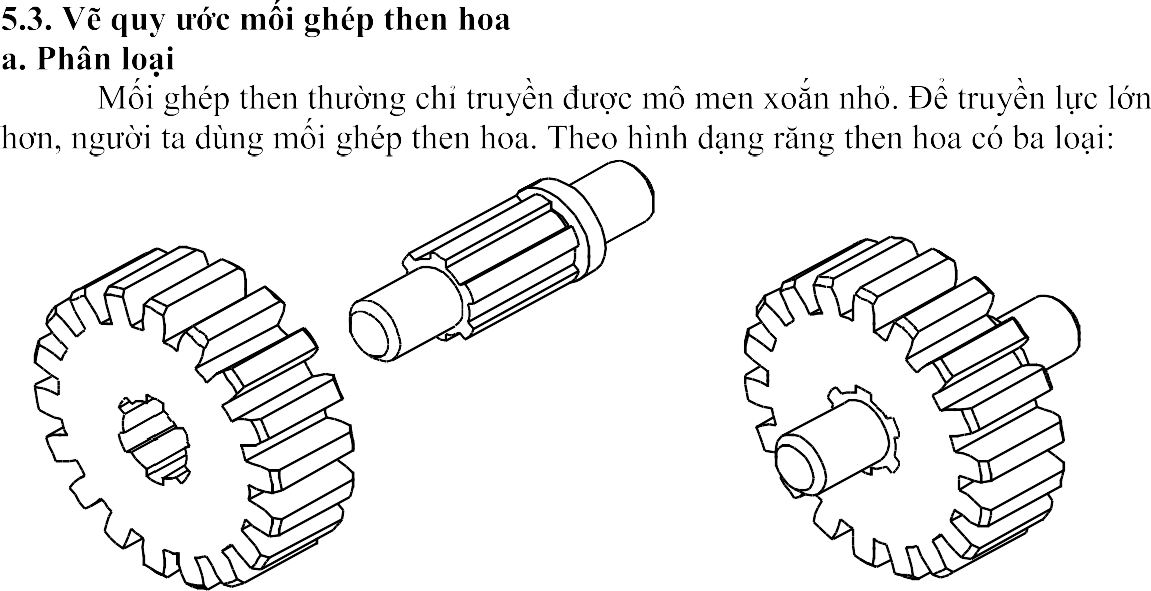 5.3. Vẽ quy ước mối ghép then hoa
a. Phân loại
Mối ghép then thường chỉ truyền được mô men xoắn nhỏ. Để truyền lực lớn
hơn, người ta dùng mối ghép then hoa. Theo hình dạng răng then hoa có ba loại: